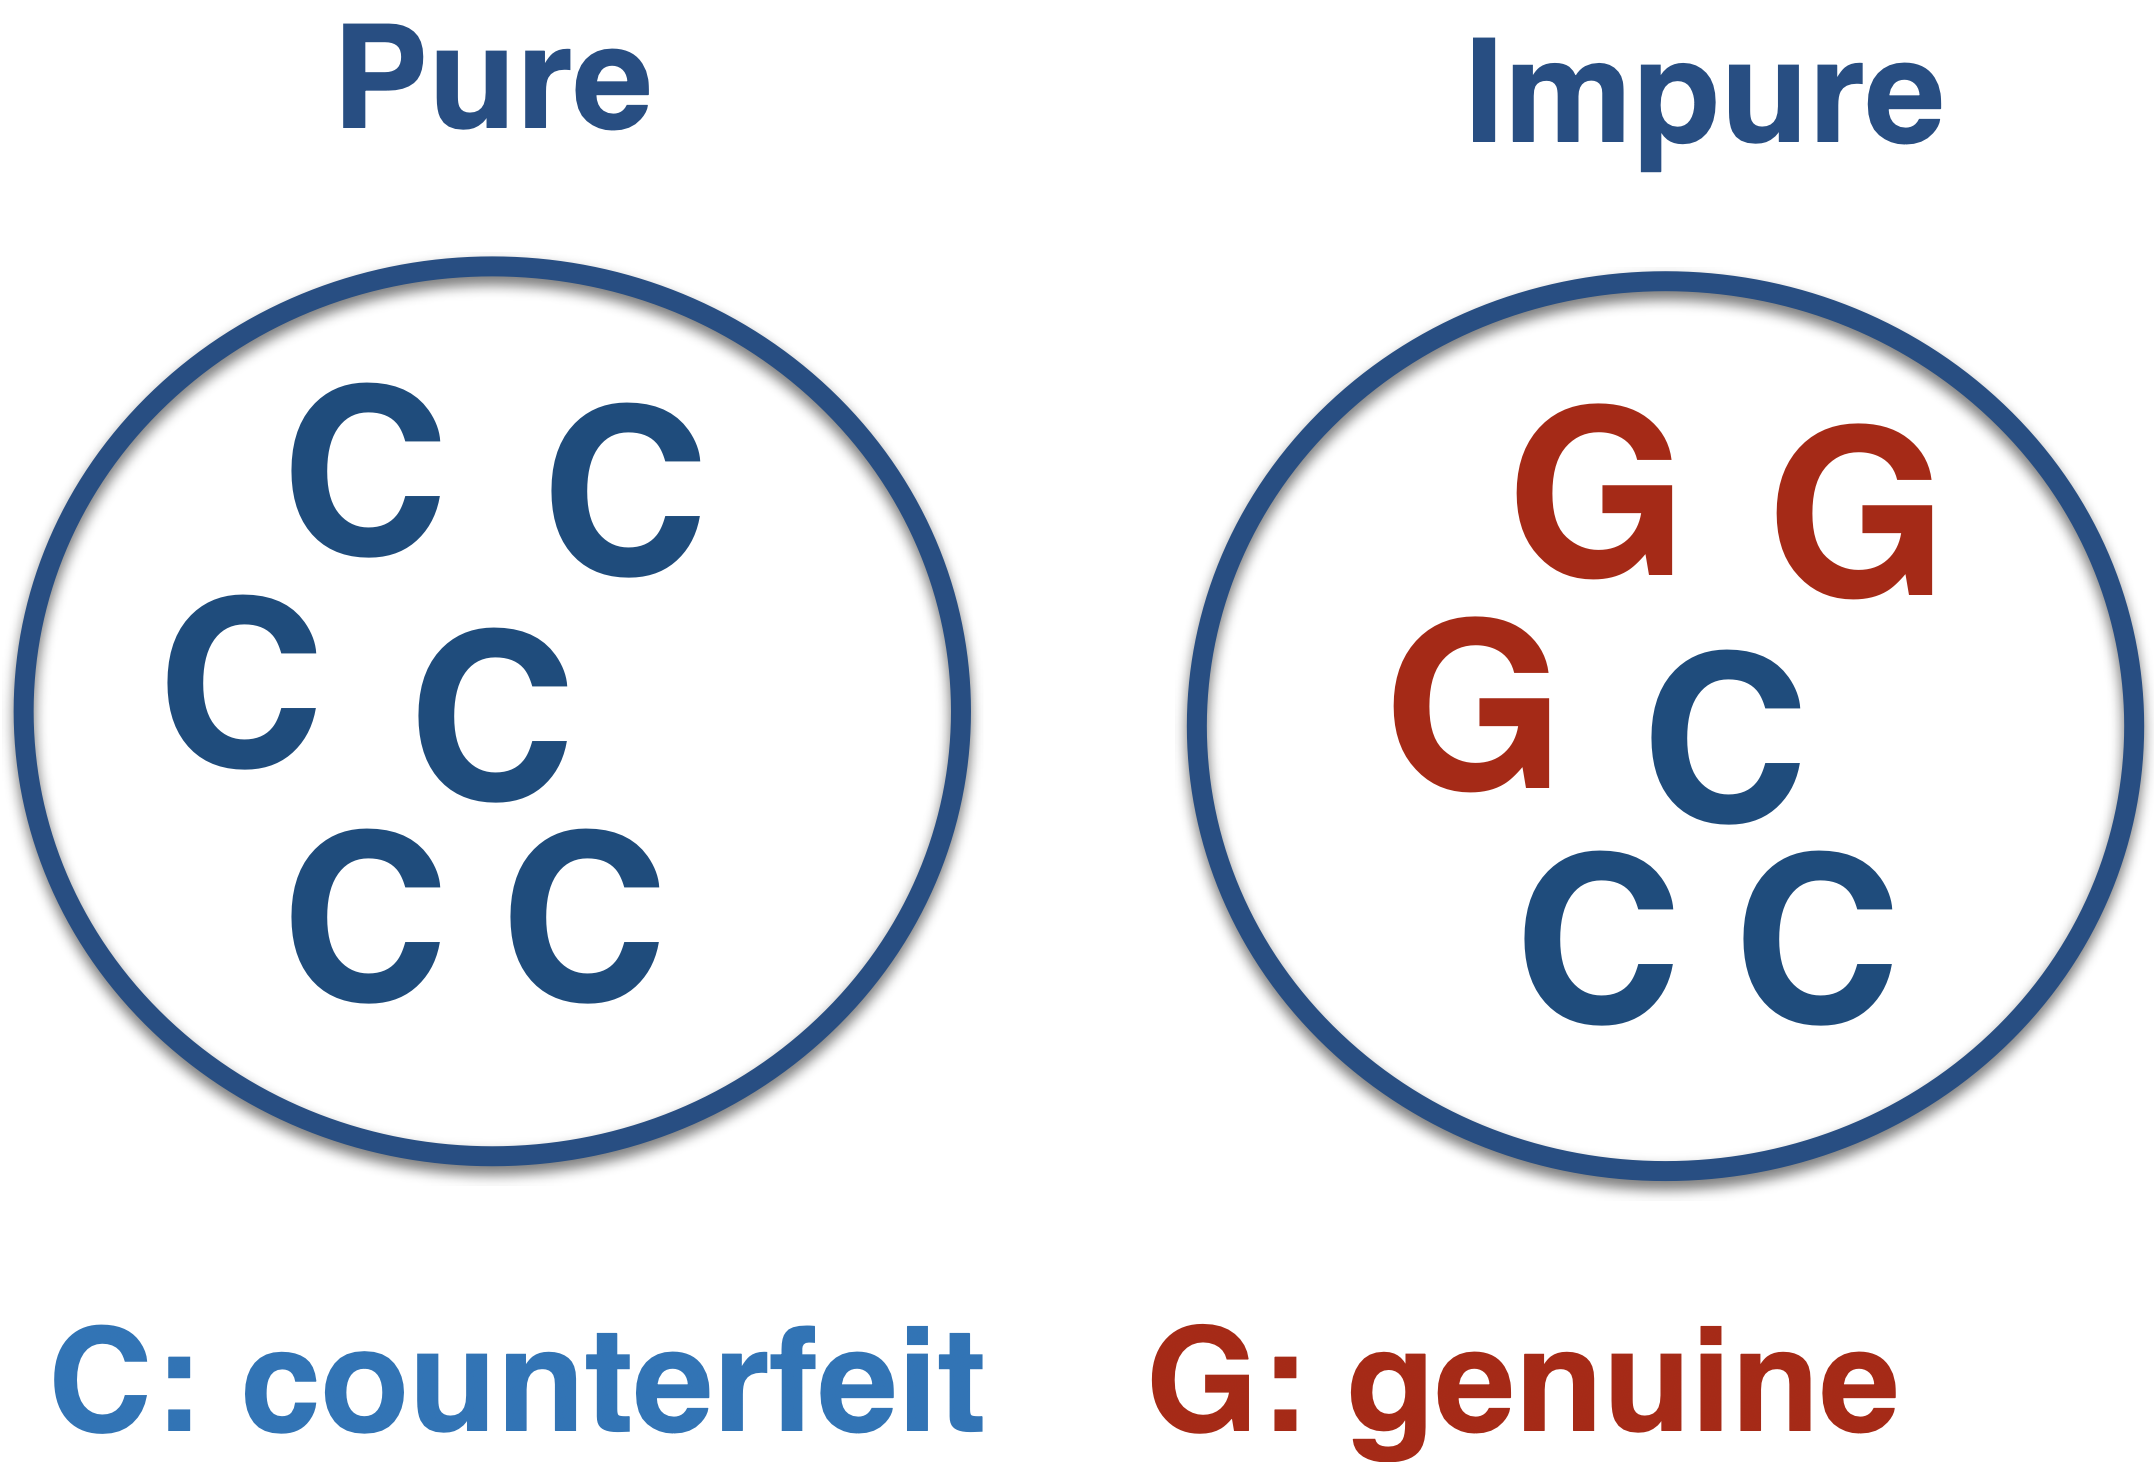 Pure
Impure
C C
C C
C C
G G
G C
C C
C: counterfeit
G: genuine